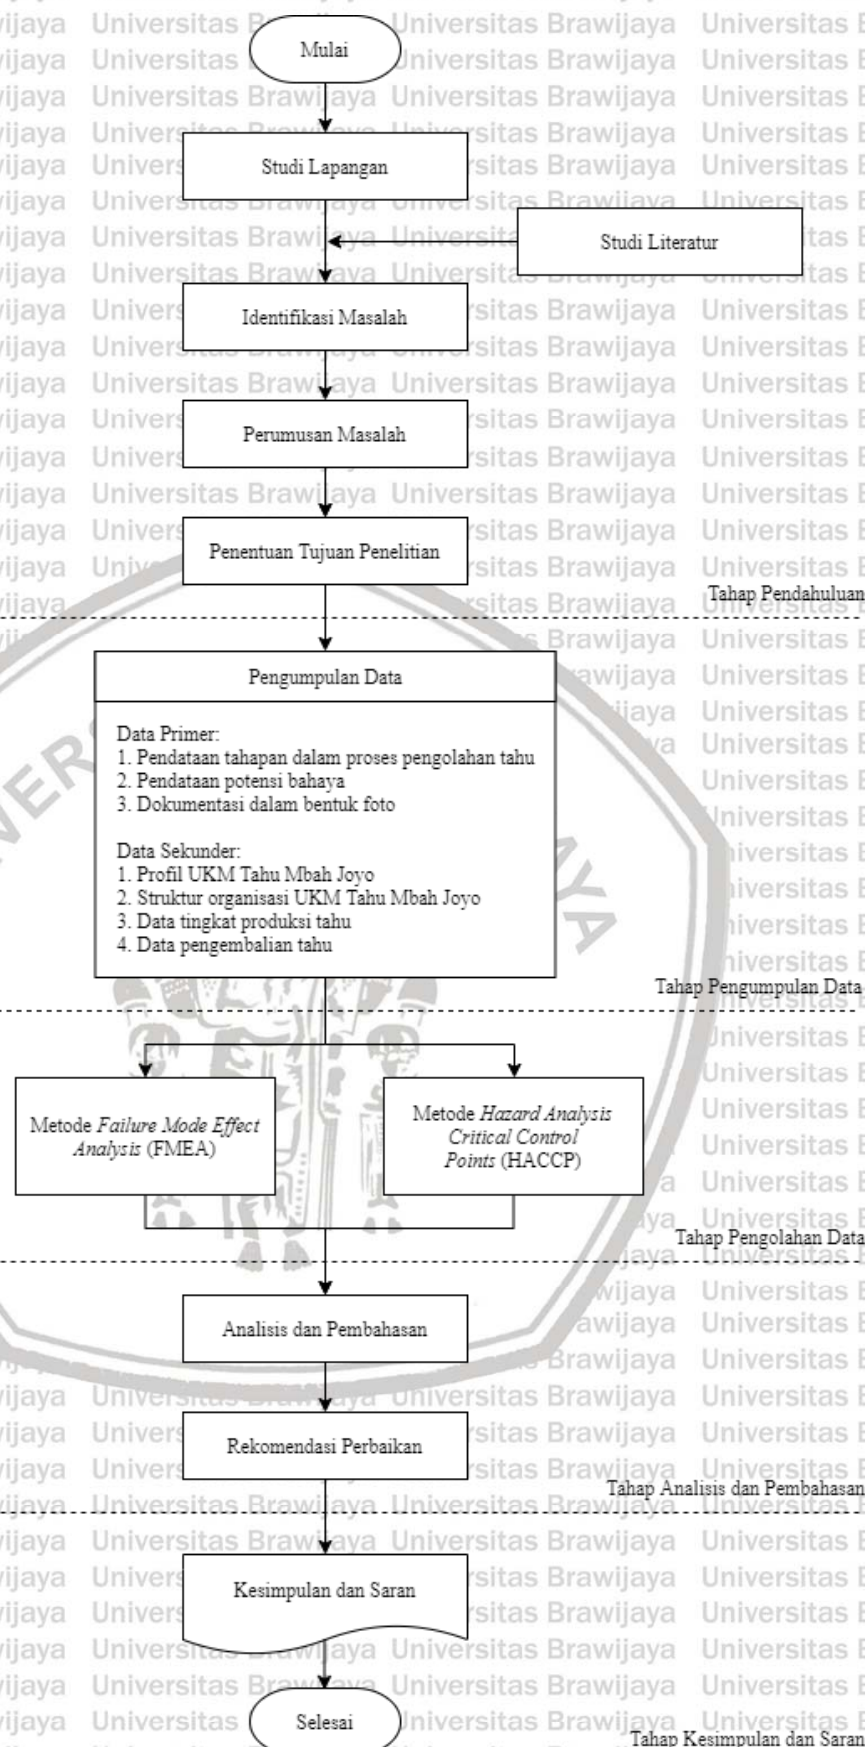 Mulai
Studi Lapangan
Studi Literatur
Identifikasi Masalah
Perumusan Masalah
Penentuan Tujuan Penelitian
Tahap Pendahuluan
Pengumpulan Data
Data Primer:
1. Pendataan tahapan dalam proses pengolahan tahu
2. Pendataan potensi bahaya
3. Dokumentasi dalam bentuk foto
Data Sekunder:
1. Profil UKM Tahu Mbah Joyo
2. Struktur organisasi UKM Tahu Mbah Joyo
3. Data tingkat produksi tahu
4. Data pengembalian tahu
Tahap Pengumpulan Data
Metode Failure Mode Effect
Analysis (FMEA)
Metode Hazard Analysis
Critical Control
Points (HACCP)
Tahap Pengolahan Data
Analisis dan Pembahasan
Rekomendasi Perbaikan
Tahap Analisis dan Pembahasan
Kesimpulan dan Saran
Selesai
Tahap Kesimpulan dan Saran
Universitas Brawijaya